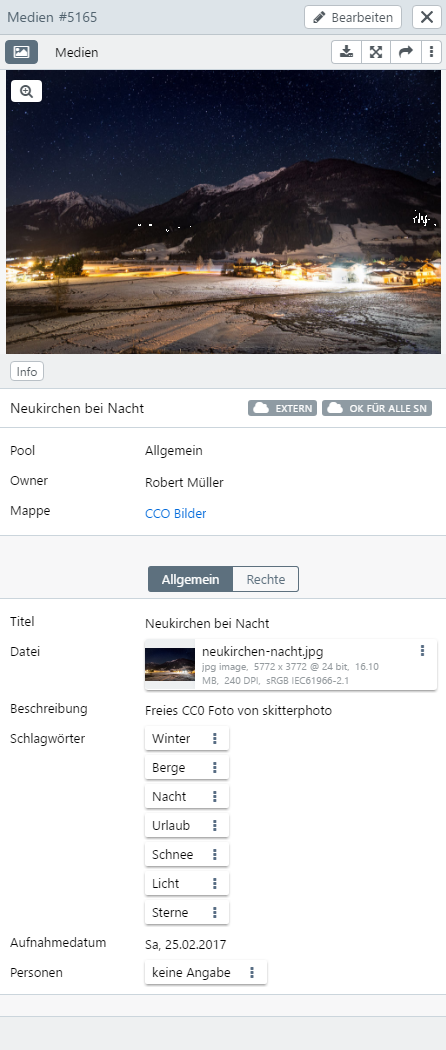 Medien #5165
Bearbeiten
Medien
Info
Neukirchen bei Nacht
EXTERN
OK FÜR ALLE SN
Pool
Allgemein
Owner
Robert Müller
Mappe
CCO Bilder
Allgemein
Rechte
Titel
Neukirchen bei Nacht
Datei
neukirchen-nacht.jpg
jpg image, 5772 x 3772 @ 24 bit, 16.10
MB, 240 DPI, sRGB IEC61966-2.1
Beschreibung
Freies CC0 Foto von skitterphoto
Schlagwörter
Winter
Berge
Nacht
Urlaub
Schnee
Licht
Sterne
Aufnahmedatum
Sa, 25.02.2017
Personen
keine Angabe